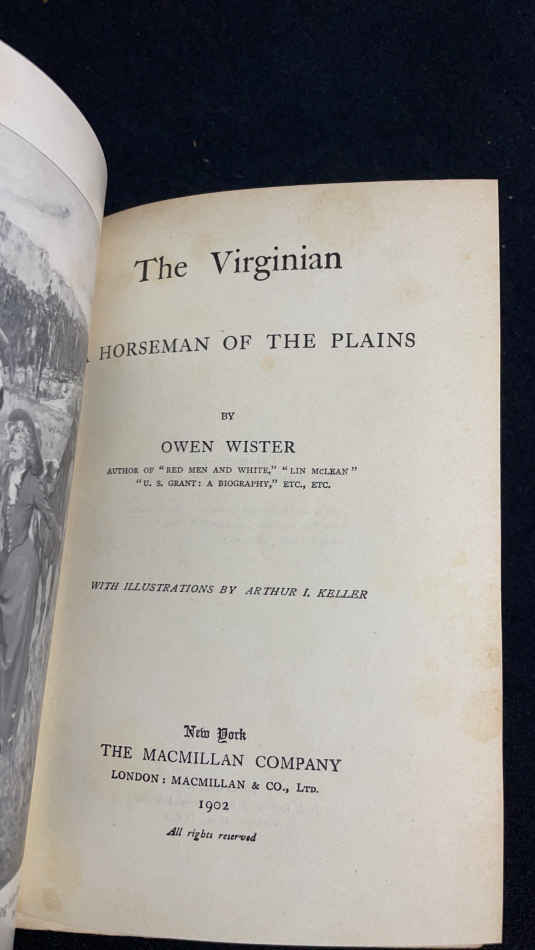 The Virginian
A HORSEMAN OF THE PLAINS
BY
OWEN WISTER
AUTHOR OF "RED MEN AND WHITE," "LIN MCLEAN"
"U. S. GRANT: A BIOGRAPHY," ETC., ETC.
WITH ILLUSTRATIONS BY ARTHUR I. KELLER
New York
THE MACMILLAN COMPANY
LONDON: MACMILLAN & CO., LTD.
1902
All rights reserved